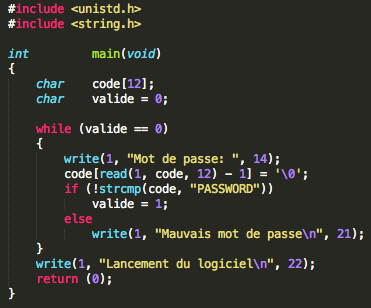 #include <unistd.h>
#include <string.h>
int main(void)
{
char code[12];
char valide = 0;
while (valide == 0)
{
write(1, "Mot de passe: ", 14);
code[read(1, code, 12) - 1] = '\0';
if (!strcmp(code, "PASSWORD"))
valide = 1;
else
write(1, "Mauvais mot de passe\n", 21);
}
write(1, "Lancement du logiciel\n", 22);
return (0);
}